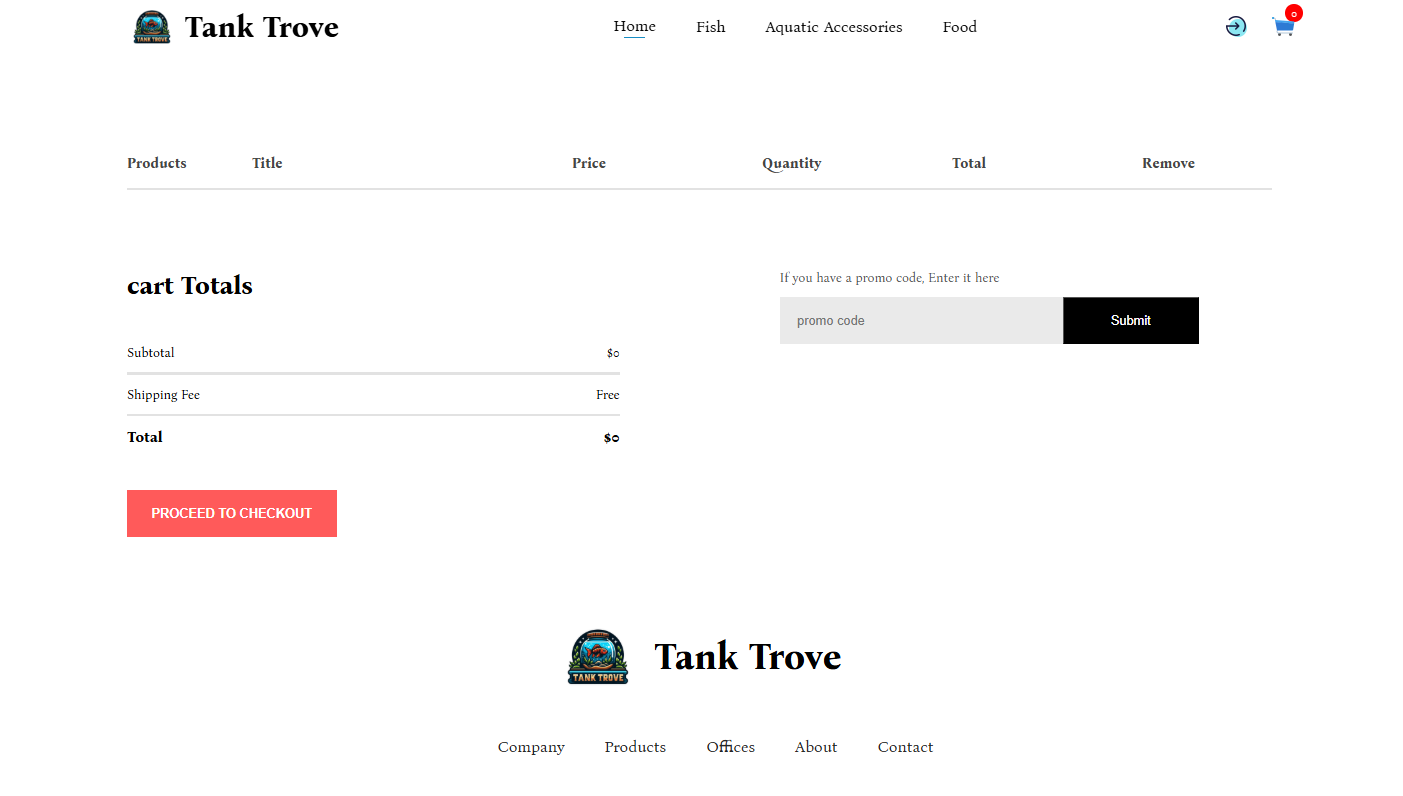 TANK TROVE Tank Trove Home Fish Aquatic Accessories Food 0
Products Title Price Quantity Total Remove
cart Totals
If you have a promo code, Enter it here
promo code Submit
Subtotal $0
Shipping Fee Free
Total $0
PROCEED TO CHECKOUT
TANK TROVE Tank Trove
Company Products Offices About Contact